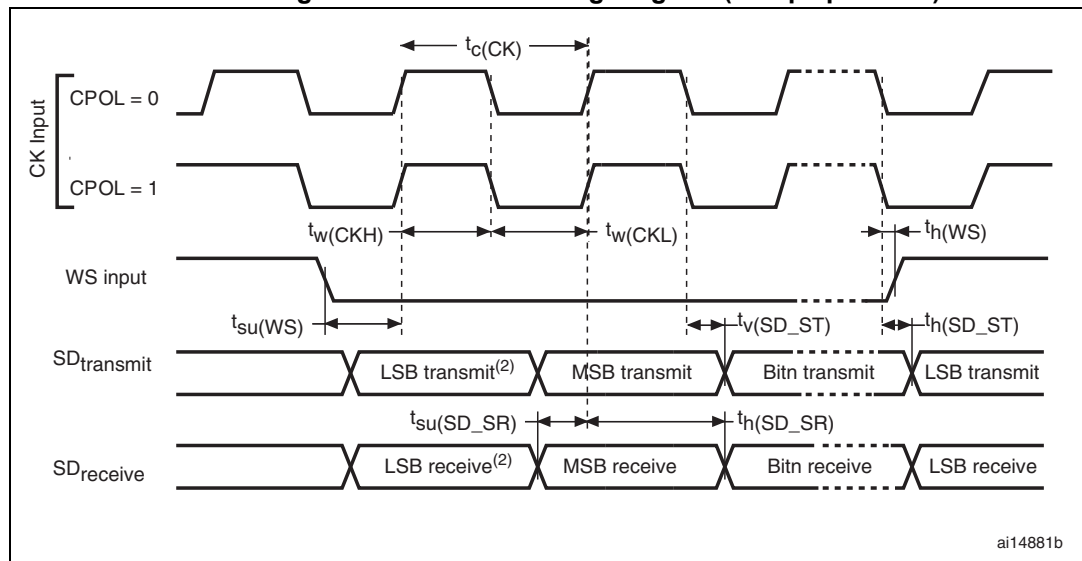 tc(CK)
CK Input
CPOL = 0
CPOL = 1
tw(CKH)
tw(CKL)
th(WS)
WS input
tsu(WS)
tv(SD_ST)
th(SD_ST)
SDtransmit
LSB transmit(2)
MSB transmit
Bitn transmit
LSB transmit
tsu(SD_SR)
th(SD_SR)
SDreceive
LSB receive(2)
MSB receive
Bitn receive
LSB receive
ai14881b